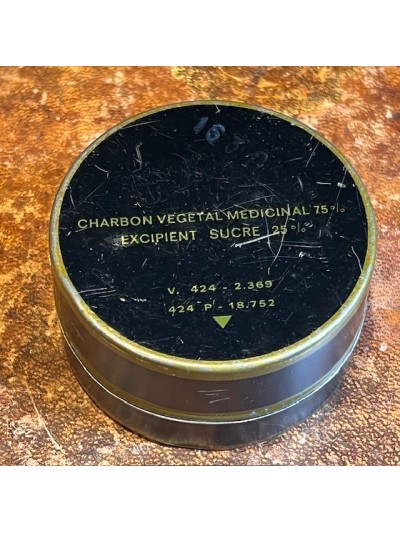 CHARBON VEGETAL MEDICINAL 75%
EXCIPIENT SUCRE 25%
V. 424 - 2.369
424 P - 18.752